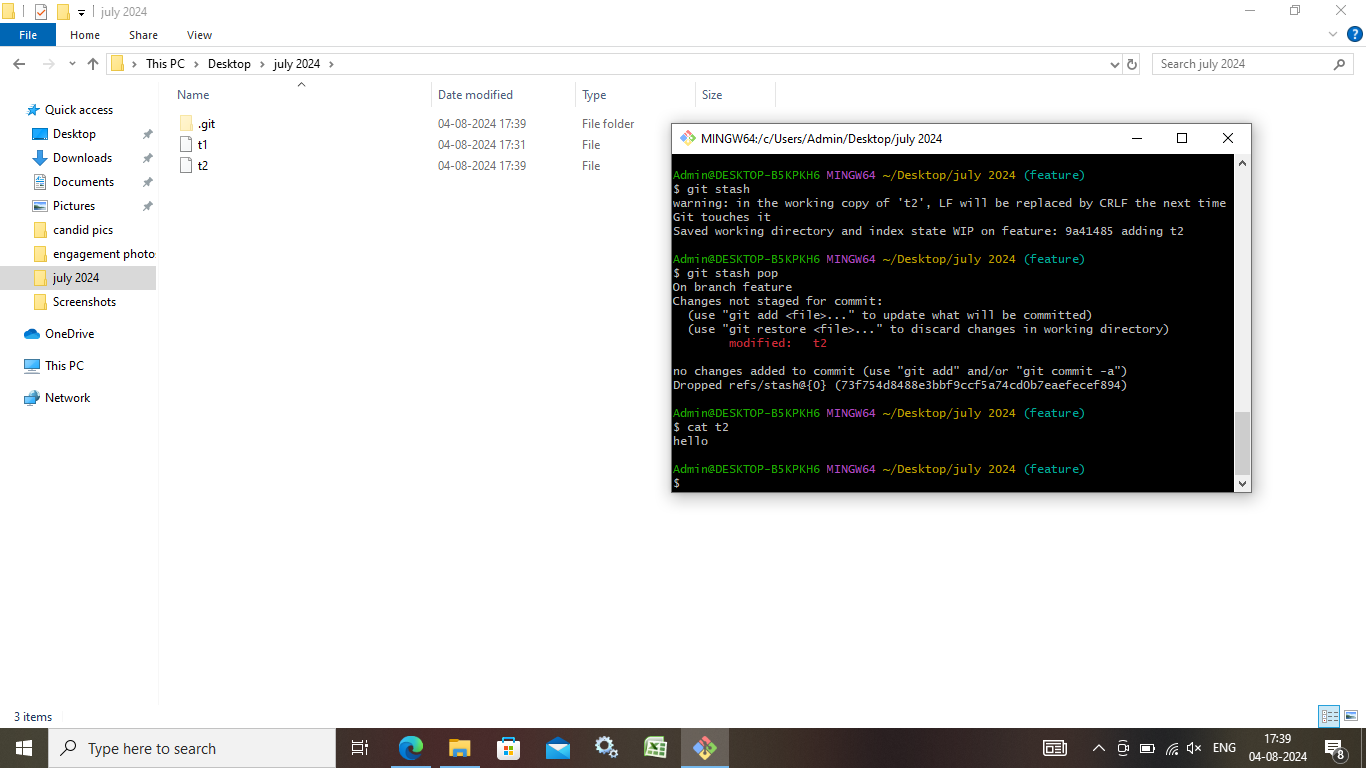 july 2024
File Home Share View
This PC Desktop july 2024
Search july 2024
Name Date modified Type Size
.git 04-08-2024 17:39 File folder
t1 04-08-2024 17:31 File
t2 04-08-2024 17:39 File
Quick access
Desktop
Downloads
Documents
Pictures
candid pics
engagement photo
july 2024
Screenshots
OneDrive
This PC
Network
MINGW64:/c/Users/Admin/Desktop/july 2024
Admin@DESKTOP-B5KPKH6 MINGW64 ~/Desktop/july 2024 (feature)
$ git stash
warning: in the working copy of 't2', LF will be replaced by CRLF the next time
Git touches it
Saved working directory and index state WIP on feature: 9a41485 adding t2
Admin@DESKTOP-B5KPKH6 MINGW64 ~/Desktop/july 2024 (feature)
$ git stash pop
On branch feature
Changes not staged for commit:
(use "git add <file>..." to update what will be committed)
(use "git restore <file>..." to discard changes in working directory)
modified: t2
no changes added to commit (use "git add" and/or "git commit -a")
Dropped refs/stash@{0} (73f754d8488e3bbf9ccf5a74cd0b7eaefecef894)
Admin@DESKTOP-B5KPKH6 MINGW64 ~/Desktop/july 2024 (feature)
$ cat t2
hello
Admin@DESKTOP-B5KPKH6 MINGW64 ~/Desktop/july 2024 (feature)
$
3 items
Type here to search
ENG
17:39
04-08-2024
8